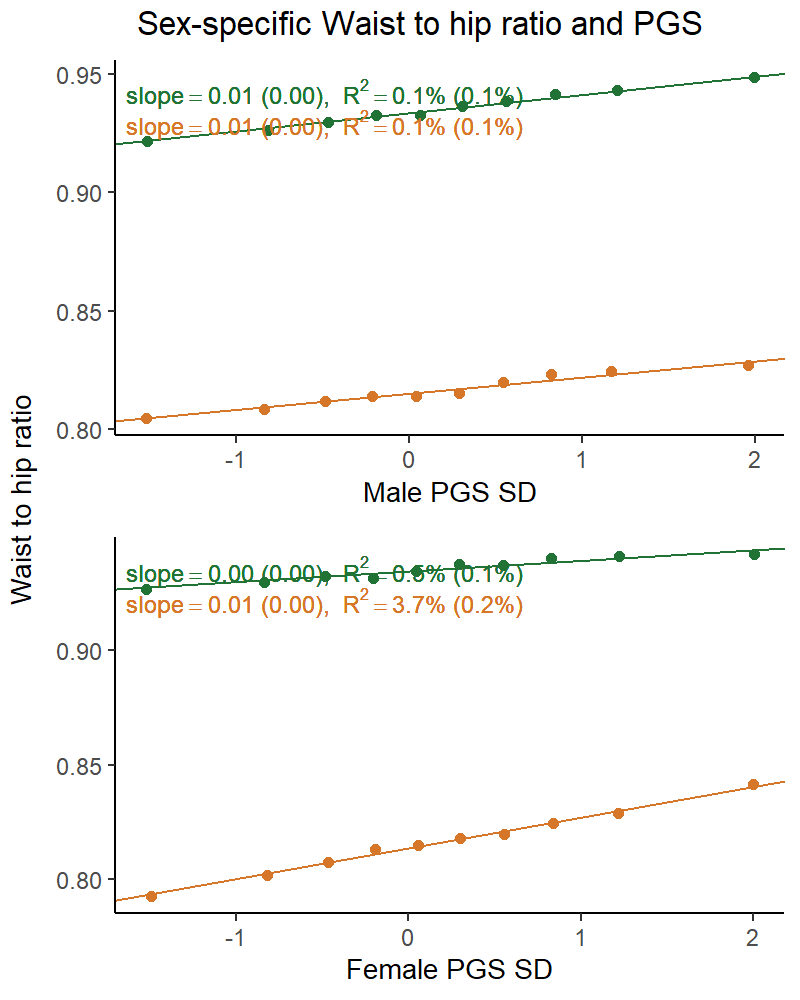 Sex-specific Waist to hip ratio and PGS
Waist to hip ratio
0.95
0.90
0.85
0.80
slope = 0.01 (0.00), R² = 0.1% (0.1%)
slope = 0.01 (0.00), R² = 0.1% (0.1%)
-1 0 1 2
Male PGS SD
0.90
0.85
0.80
slope = 0.00 (0.00), R² = (0.1%)
slope = 0.01 (0.00), R² = 3.7% (0.2%)
-1 0 1 2
Female PGS SD